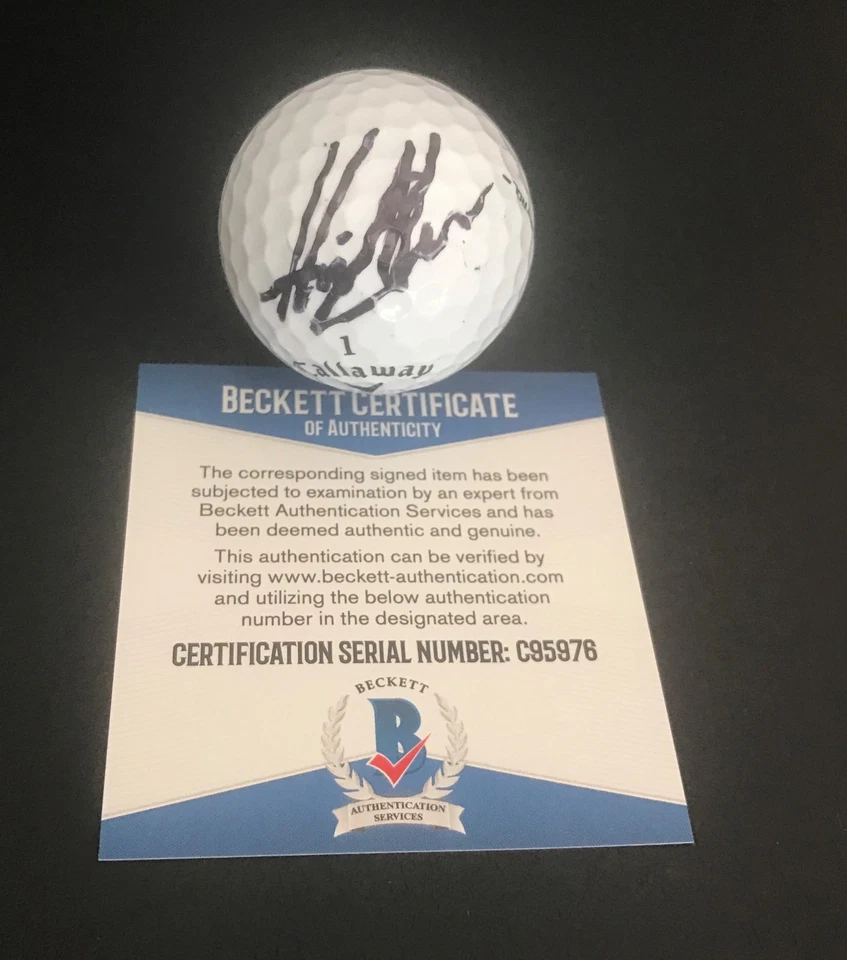 1
Callaway
BECKETT CERTIFICATE
OF AUTHENTICITY
The corresponding signed item has been
subjected to examination by an expert from
Beckett Authentication Services and has
been deemed authentic and genuine.
This authentication can be verified by
visiting www.beckett-authentication.com
and utilizing the below authentication
number in the designated area.
CERTIFICATION SERIAL NUMBER: C95976
BECKETT
B
AUTHENTICATION
SERVICES